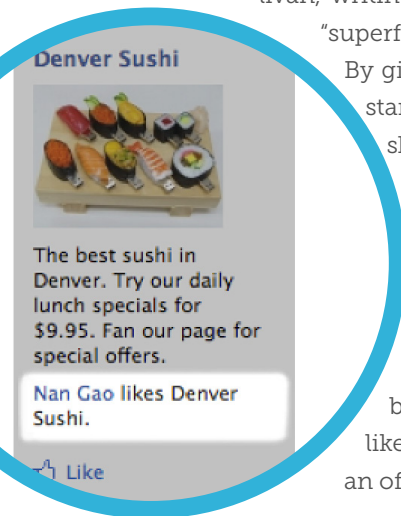 Denver Sushi
"superf
By gi
star
The best sushi in
Denver. Try our daily
lunch specials for
$9.95. Fan our page for
special offers.
Nan Gao likes Denver
Sushi.
Like
b
like
an of